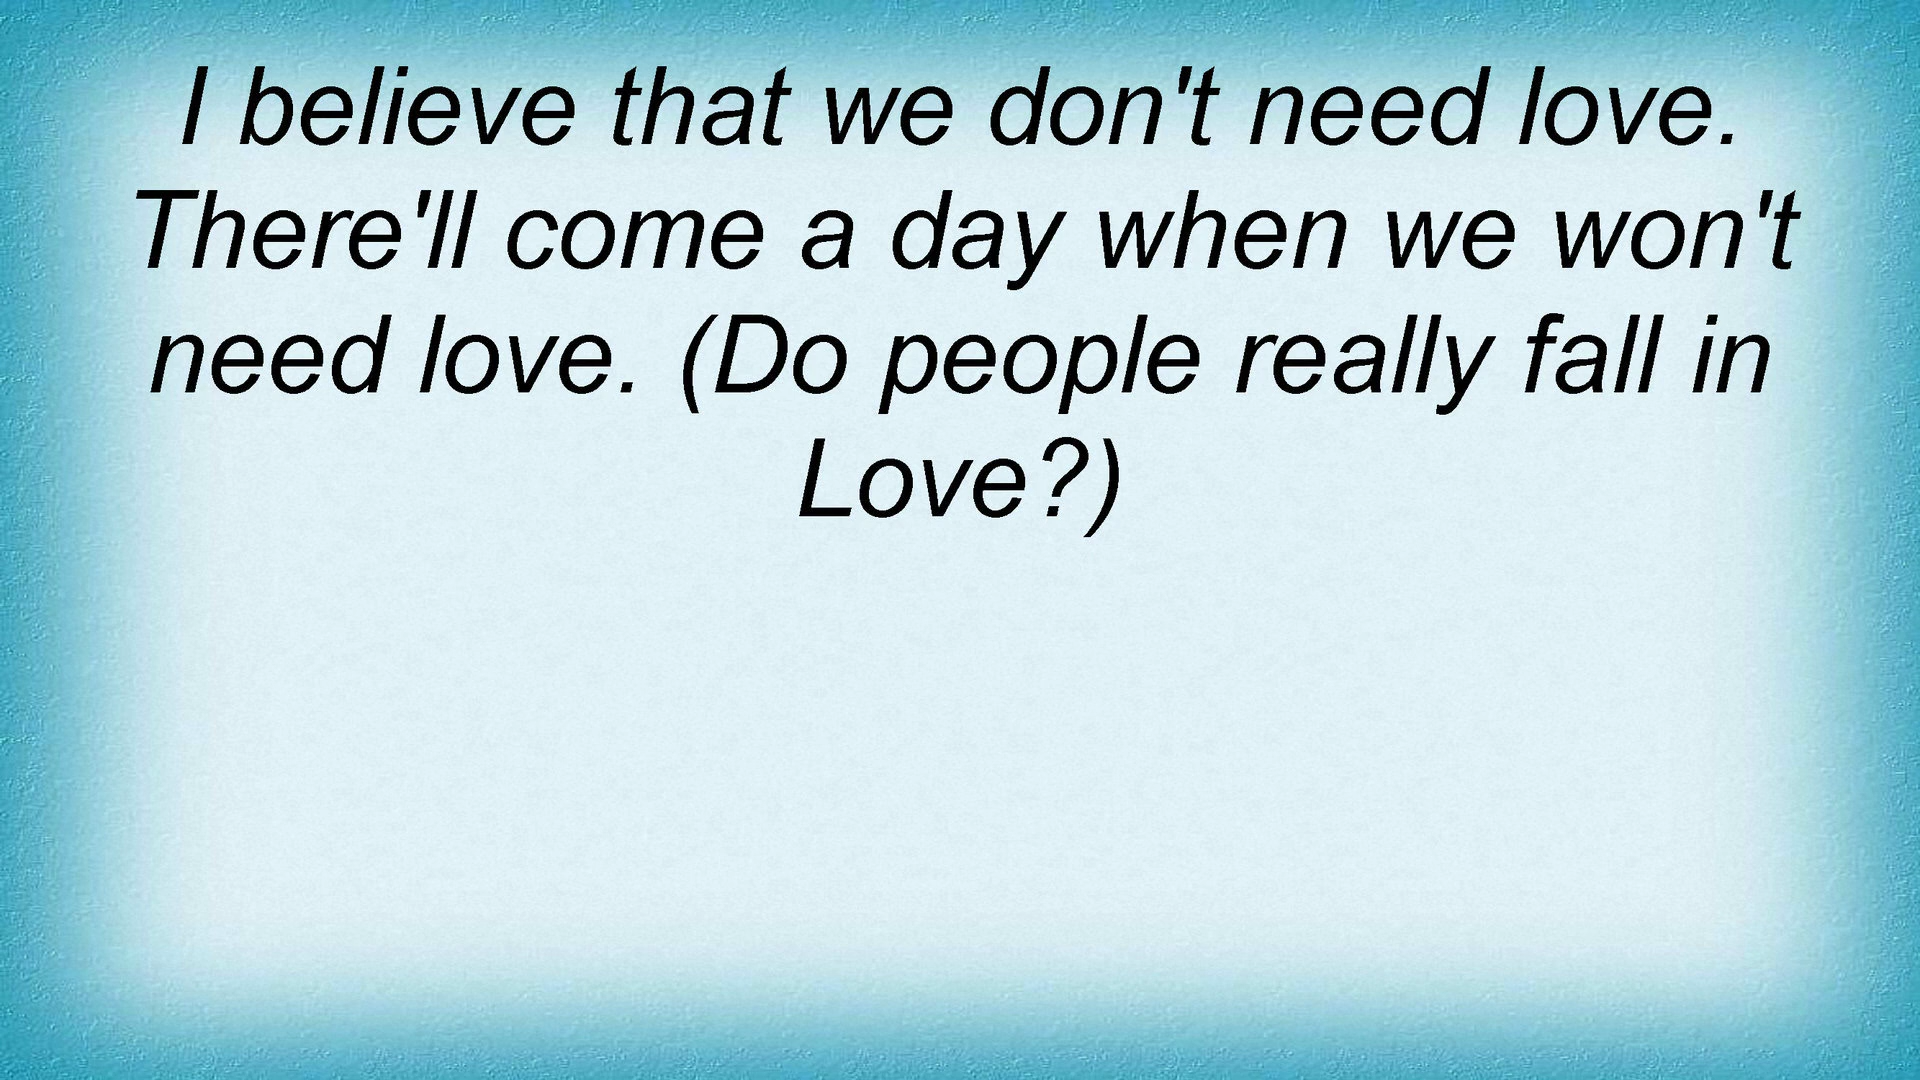 I believe that we don't need love.
There'll come a day when we won't
need love. (Do people really fall in
Love?)